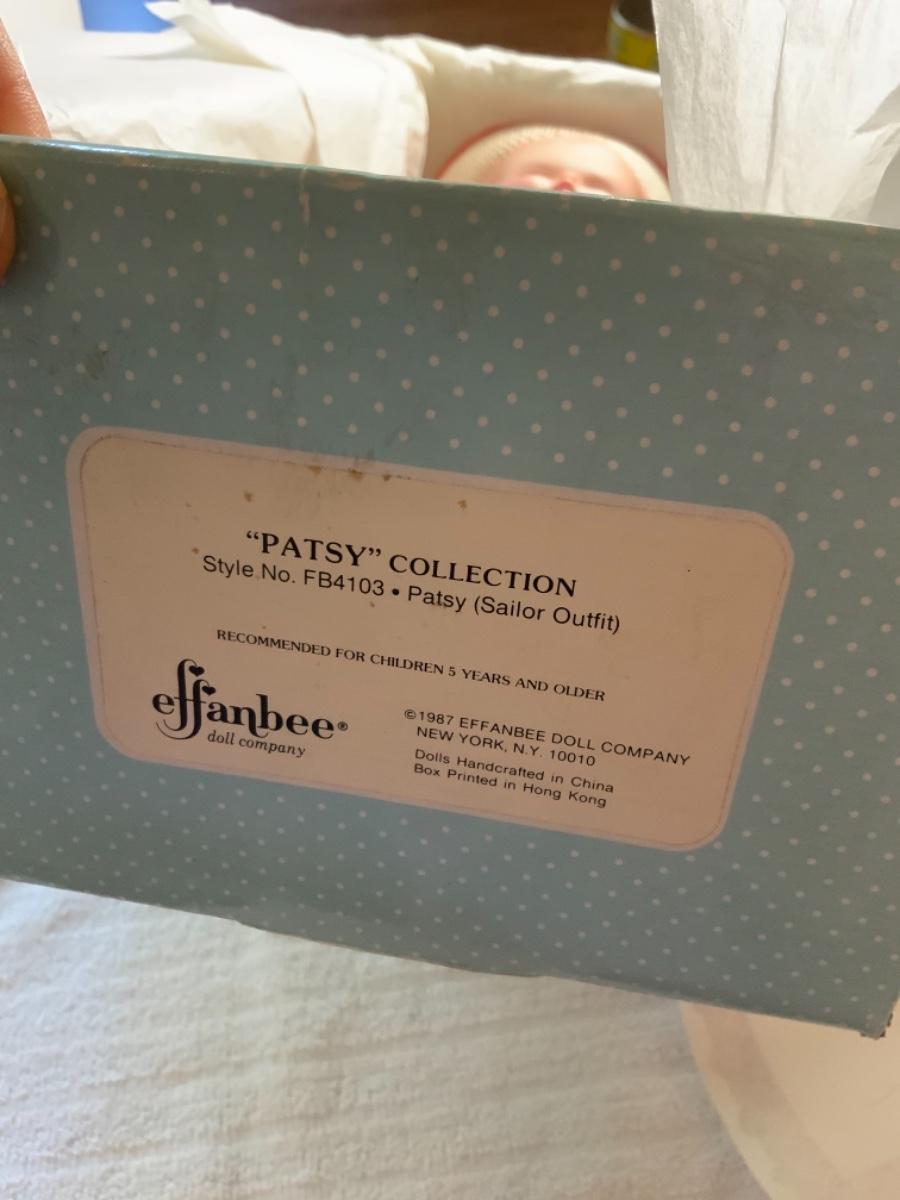 “PATSY” COLLECTION
Style No. FB4103 • Patsy (Sailor Outfit)
RECOMMENDED FOR CHILDREN 5 YEARS AND OLDER
effanbee®
doll company
©1987 EFFANBEE DOLL COMPANY
NEW YORK, N.Y. 10010
Dolls Handcrafted in China
Box Printed in Hong Kong